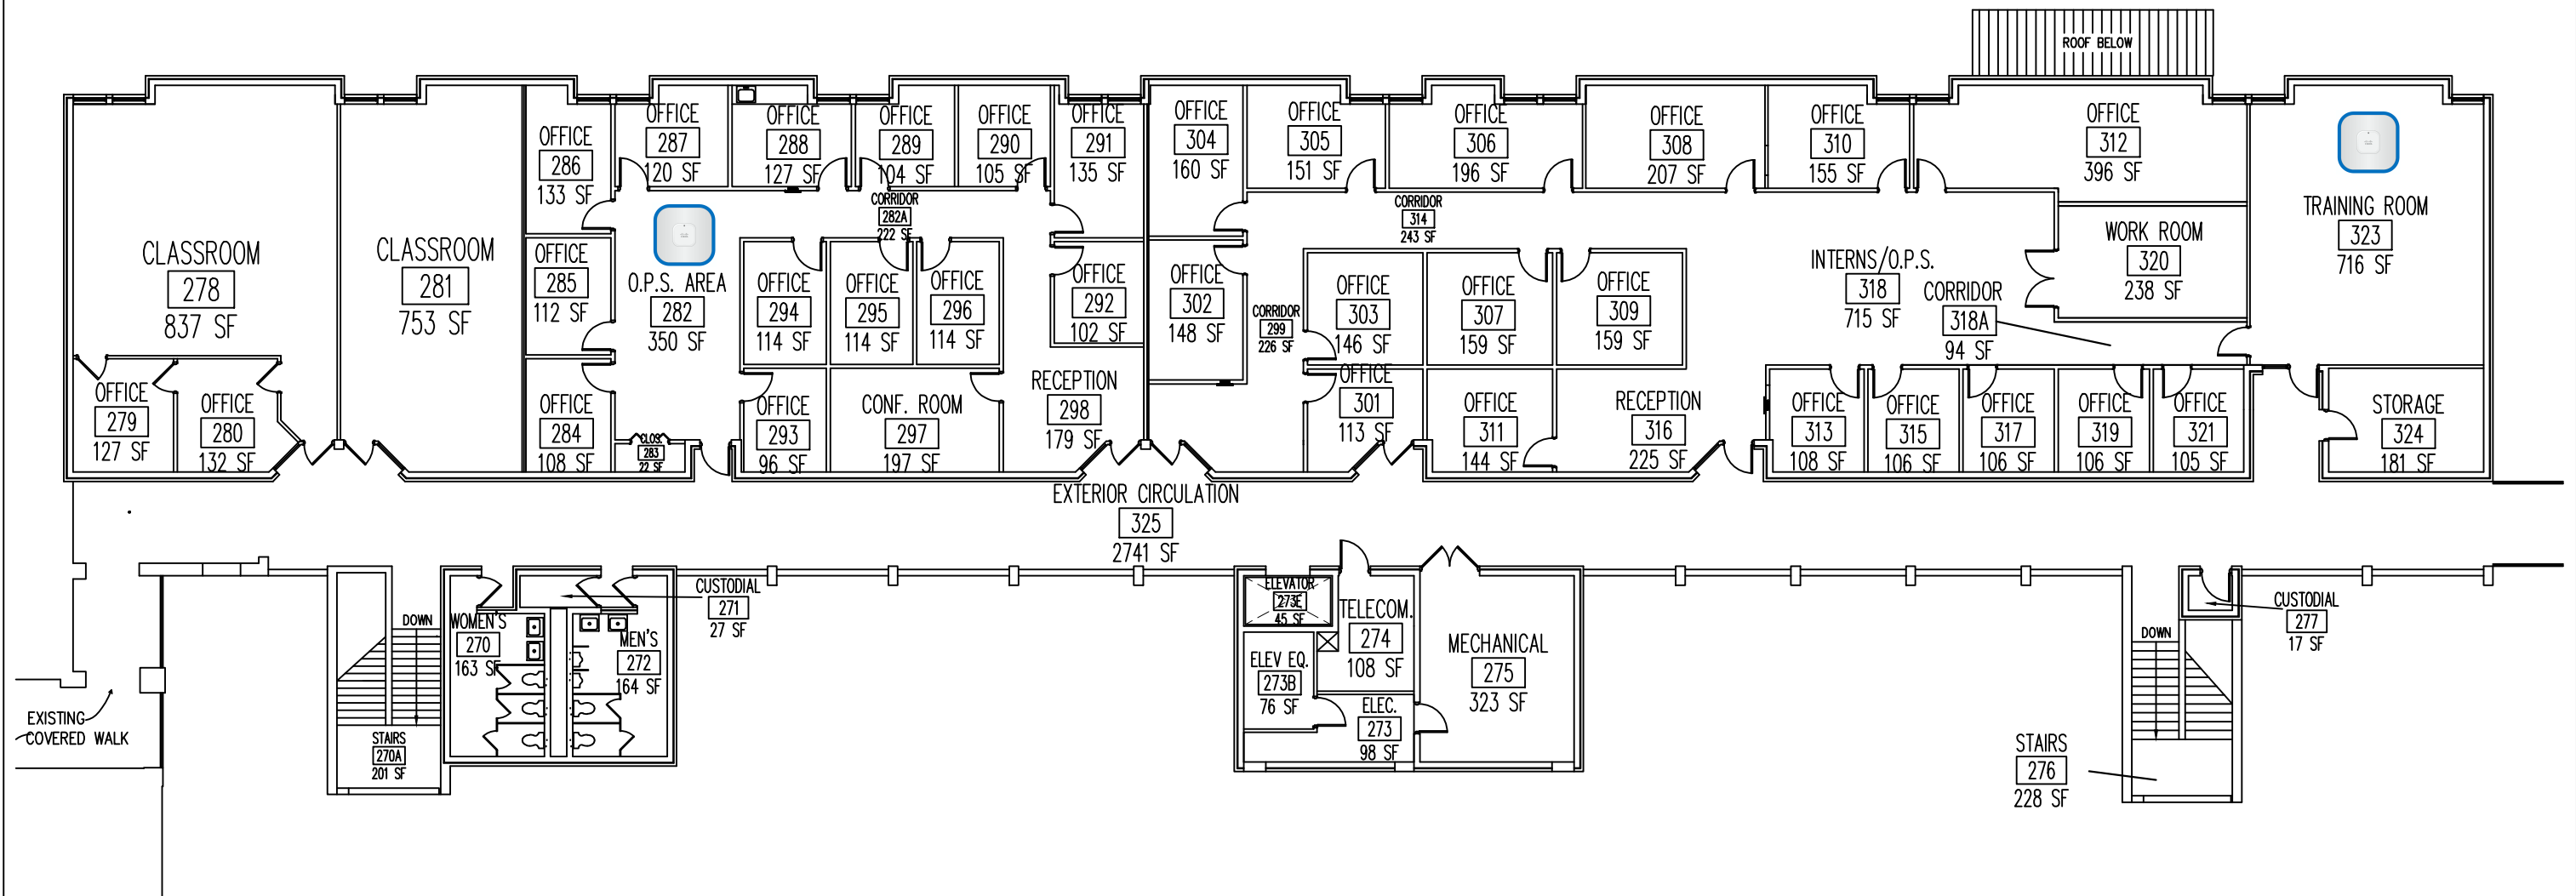 ROOF BELOW
CLASSROOM
278
837 SF
OFFICE
279
127 SF
OFFICE
280
132 SF
CLASSROOM
281
753 SF
OFFICE
286
133 SF
OFFICE
285
112 SF
OFFICE
284
108 SF
OFFICE
287
120 SF
OFFICE
288
127 SF
OFFICE
289
104 SF
OFFICE
290
105 SF
OFFICE
291
135 SF
CORRIDOR
282A
222 SF
O.P.S. AREA
282
350 SF
CLOS.
283
22 SF
OFFICE
294
114 SF
OFFICE
295
114 SF
OFFICE
296
114 SF
OFFICE
292
102 SF
OFFICE
293
96 SF
CONF. ROOM
297
197 SF
RECEPTION
298
179 SF
OFFICE
304
160 SF
OFFICE
302
148 SF
OFFICE
305
151 SF
OFFICE
306
196 SF
OFFICE
308
207 SF
OFFICE
310
155 SF
OFFICE
312
396 SF
CORRIDOR
314
243 SF
CORRIDOR
299
226 SF
OFFICE
303
146 SF
OFFICE
307
159 SF
OFFICE
309
159 SF
OFFICE
301
113 SF
OFFICE
311
144 SF
RECEPTION
316
225 SF
INTERNS/O.P.S.
318
715 SF
CORRIDOR
318A
94 SF
WORK ROOM
320
238 SF
TRAINING ROOM
323
716 SF
OFFICE
313
108 SF
OFFICE
315
106 SF
OFFICE
317
106 SF
OFFICE
319
106 SF
OFFICE
321
105 SF
STORAGE
324
181 SF
EXTERIOR CIRCULATION
325
2741 SF
EXISTING
COVERED WALK
STAIRS
270A
201 SF
DOWN
WOMEN'S
270
163 SF
MEN'S
272
164 SF
CUSTODIAL
271
27 SF
ELEVATOR
273E
45 SF
ELEV EQ.
273B
76 SF
TELECOM.
274
108 SF
ELEC.
273
98 SF
MECHANICAL
275
323 SF
STAIRS
276
228 SF
DOWN
CUSTODIAL
277
17 SF